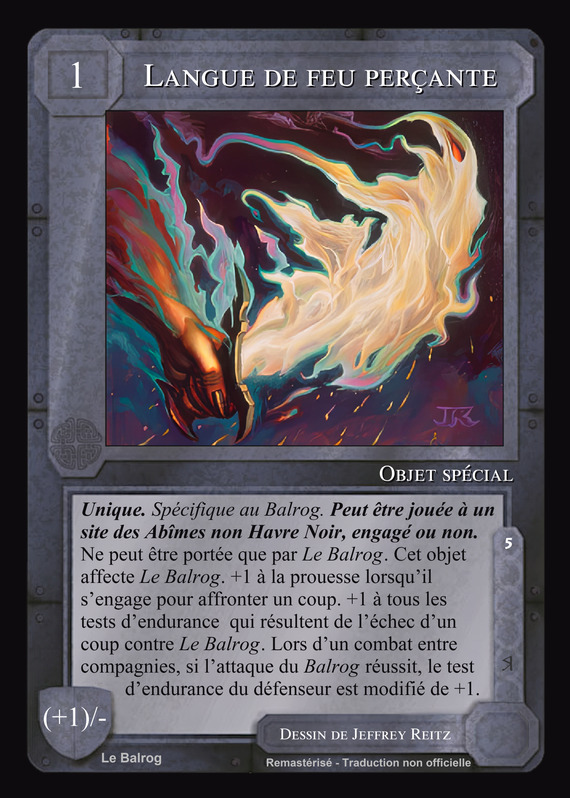 1
Langue de feu perçante
JR
Objet spécial
Unique. Spécifique au Balrog. Peut être jouée à un
site des Abîmes non Havre Noir, engagé ou non.
Ne peut être portée que par Le Balrog. Cet objet
affecte Le Balrog. +1 à la prouesse lorsqu'il
s'engage pour affronter un coup. +1 à tous les
tests d'endurance qui résultent de l'échec d'un
coup contre Le Balrog. Lors d'un combat entre
compagnies, si l'attaque du Balrog réussit, le test
d'endurance du défenseur est modifié de +1.
5
(+1)/-
Dessin de Jeffrey Reitz
Le Balrog
Remastérisé - Traduction non officielle